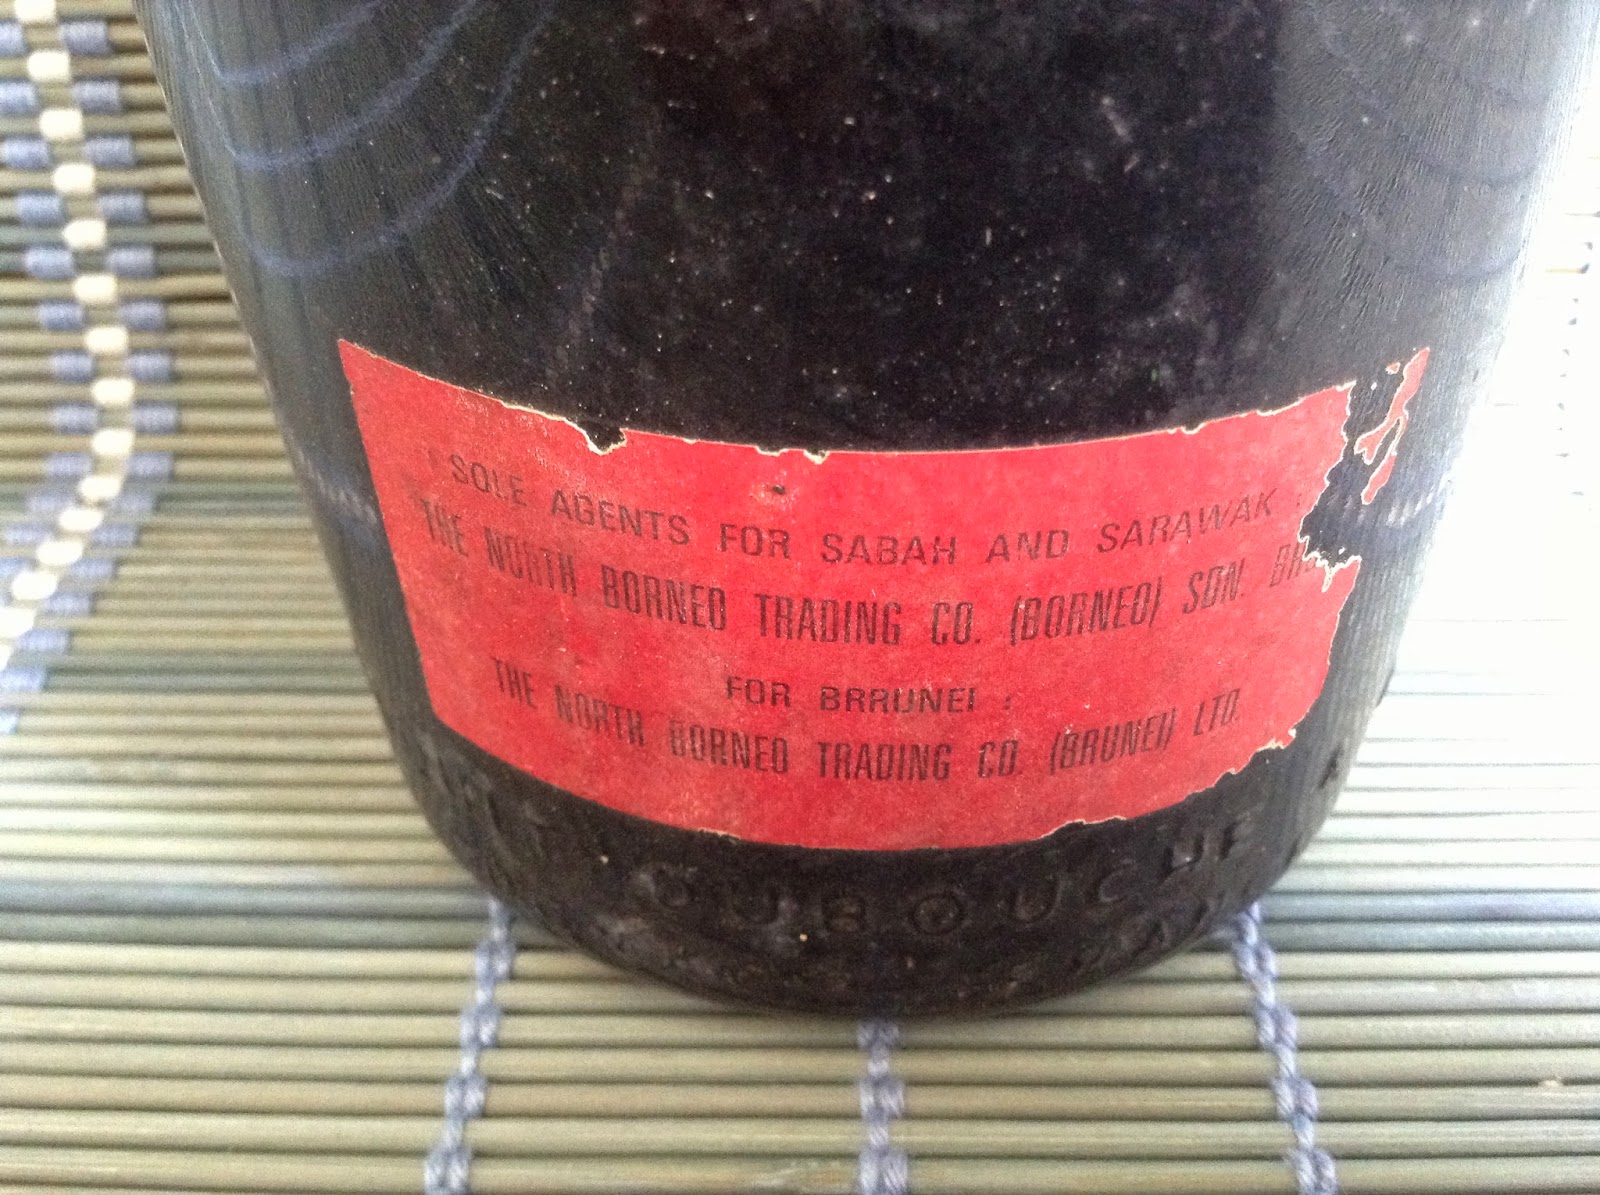 SOLE AGENTS FOR SABAH AND SARAWAK :
THE NORTH BORNEO TRADING CO. (BORNEO) SDN.
FOR BRRUNEI :
THE NORTH BORNEO TRADING CO. (BRUNEI) LTD.